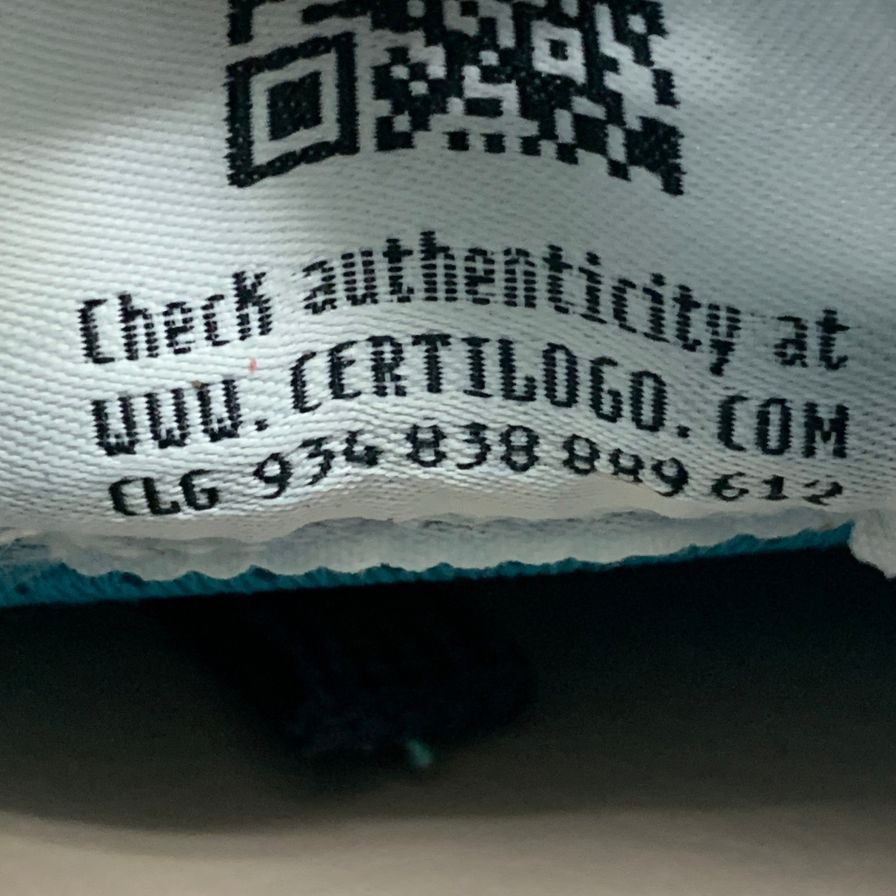 Check authenticity at
WWW.CERTILOGO.COM
CLG 934 838 889 612